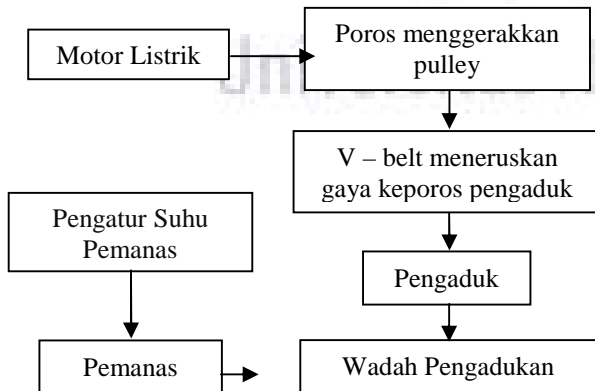 Motor Listrik
Poros menggerakkan
pulley
V – belt meneruskan
gaya keporos pengaduk
Pengatur Suhu
Pemanas
Pengaduk
Pemanas
Wadah Pengadukan